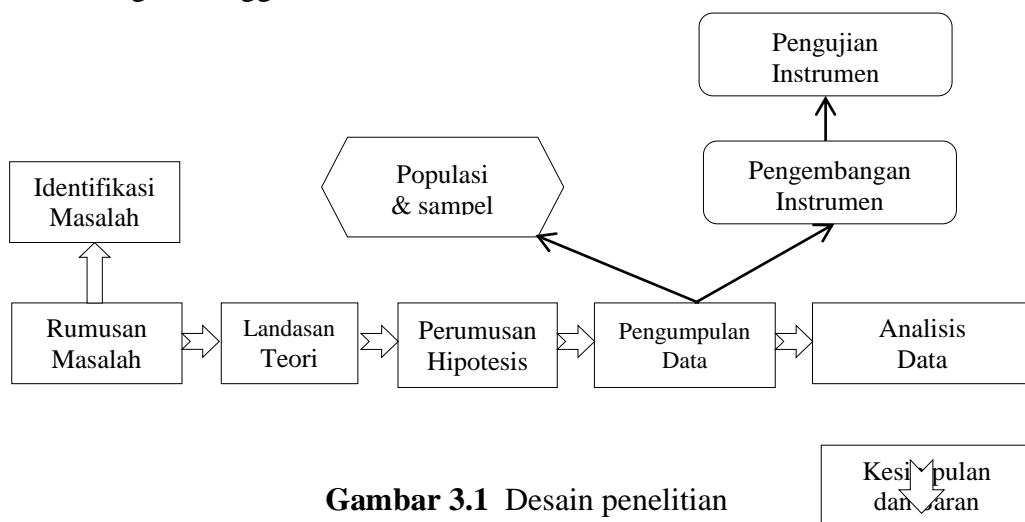 Pengujian
Instrumen
Populasi
& sampel
Pengembangan
Instrumen
Identifikasi
Masalah
Rumusan
Masalah
Landasan
Teori
Perumusan
Hipotesis
Pengumpulan
Data
Analisis
Data
dan
Gambar 3.1 Desain penelitian